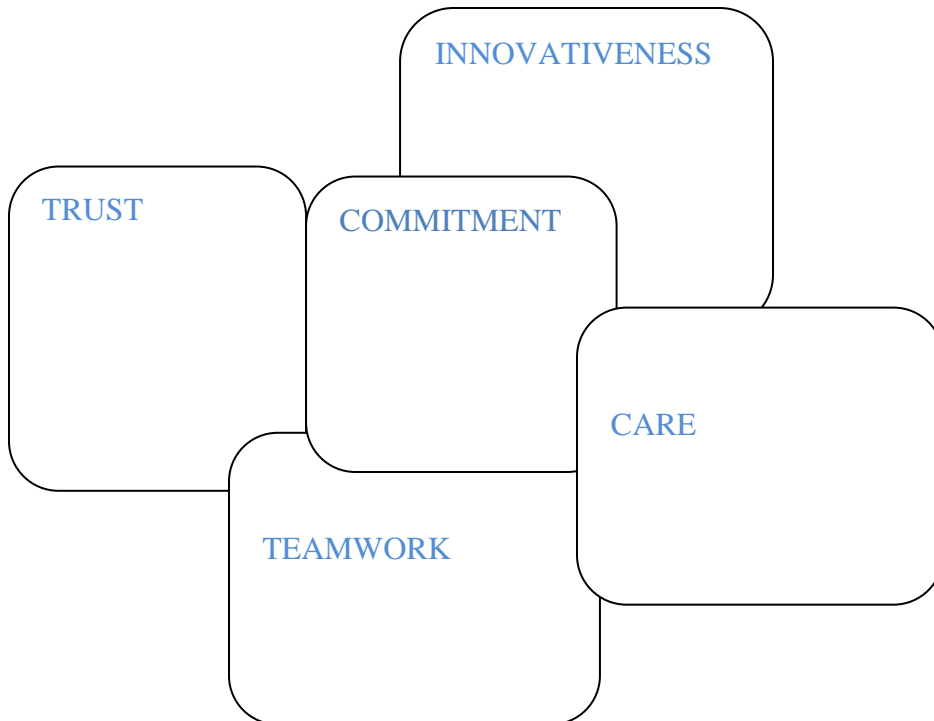 INNOVATIVENESS
TRUST
COMMITMENT
CARE
TEAMWORK